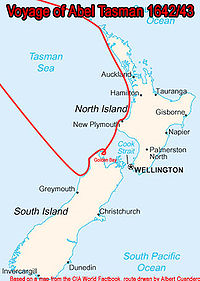 Voyage of Abel Tasman 1642/43
Ocean
Tasman
Sea
Auckland
Hamilton
Tauranga
North Island
Gisborne
New Plymouth
Napier
Cook
Strait
Palmerston
North
Golden Bay
WELLINGTON
Greymouth
South Island
Christchurch
South Pacific
Ocean
Dunedin
Invercargill
Based on a map from the CIA World Factbook, route drwen by Albert Cuandero